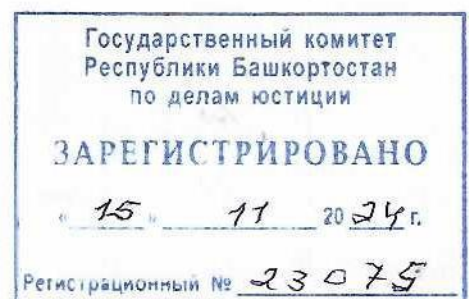 Государственный комитет
Республики Башкортостан
по делам юстиции
ЗАРЕГИСТРИРОВАНО
« 15 » 11 20 24 г.
Регистрационный № 23075